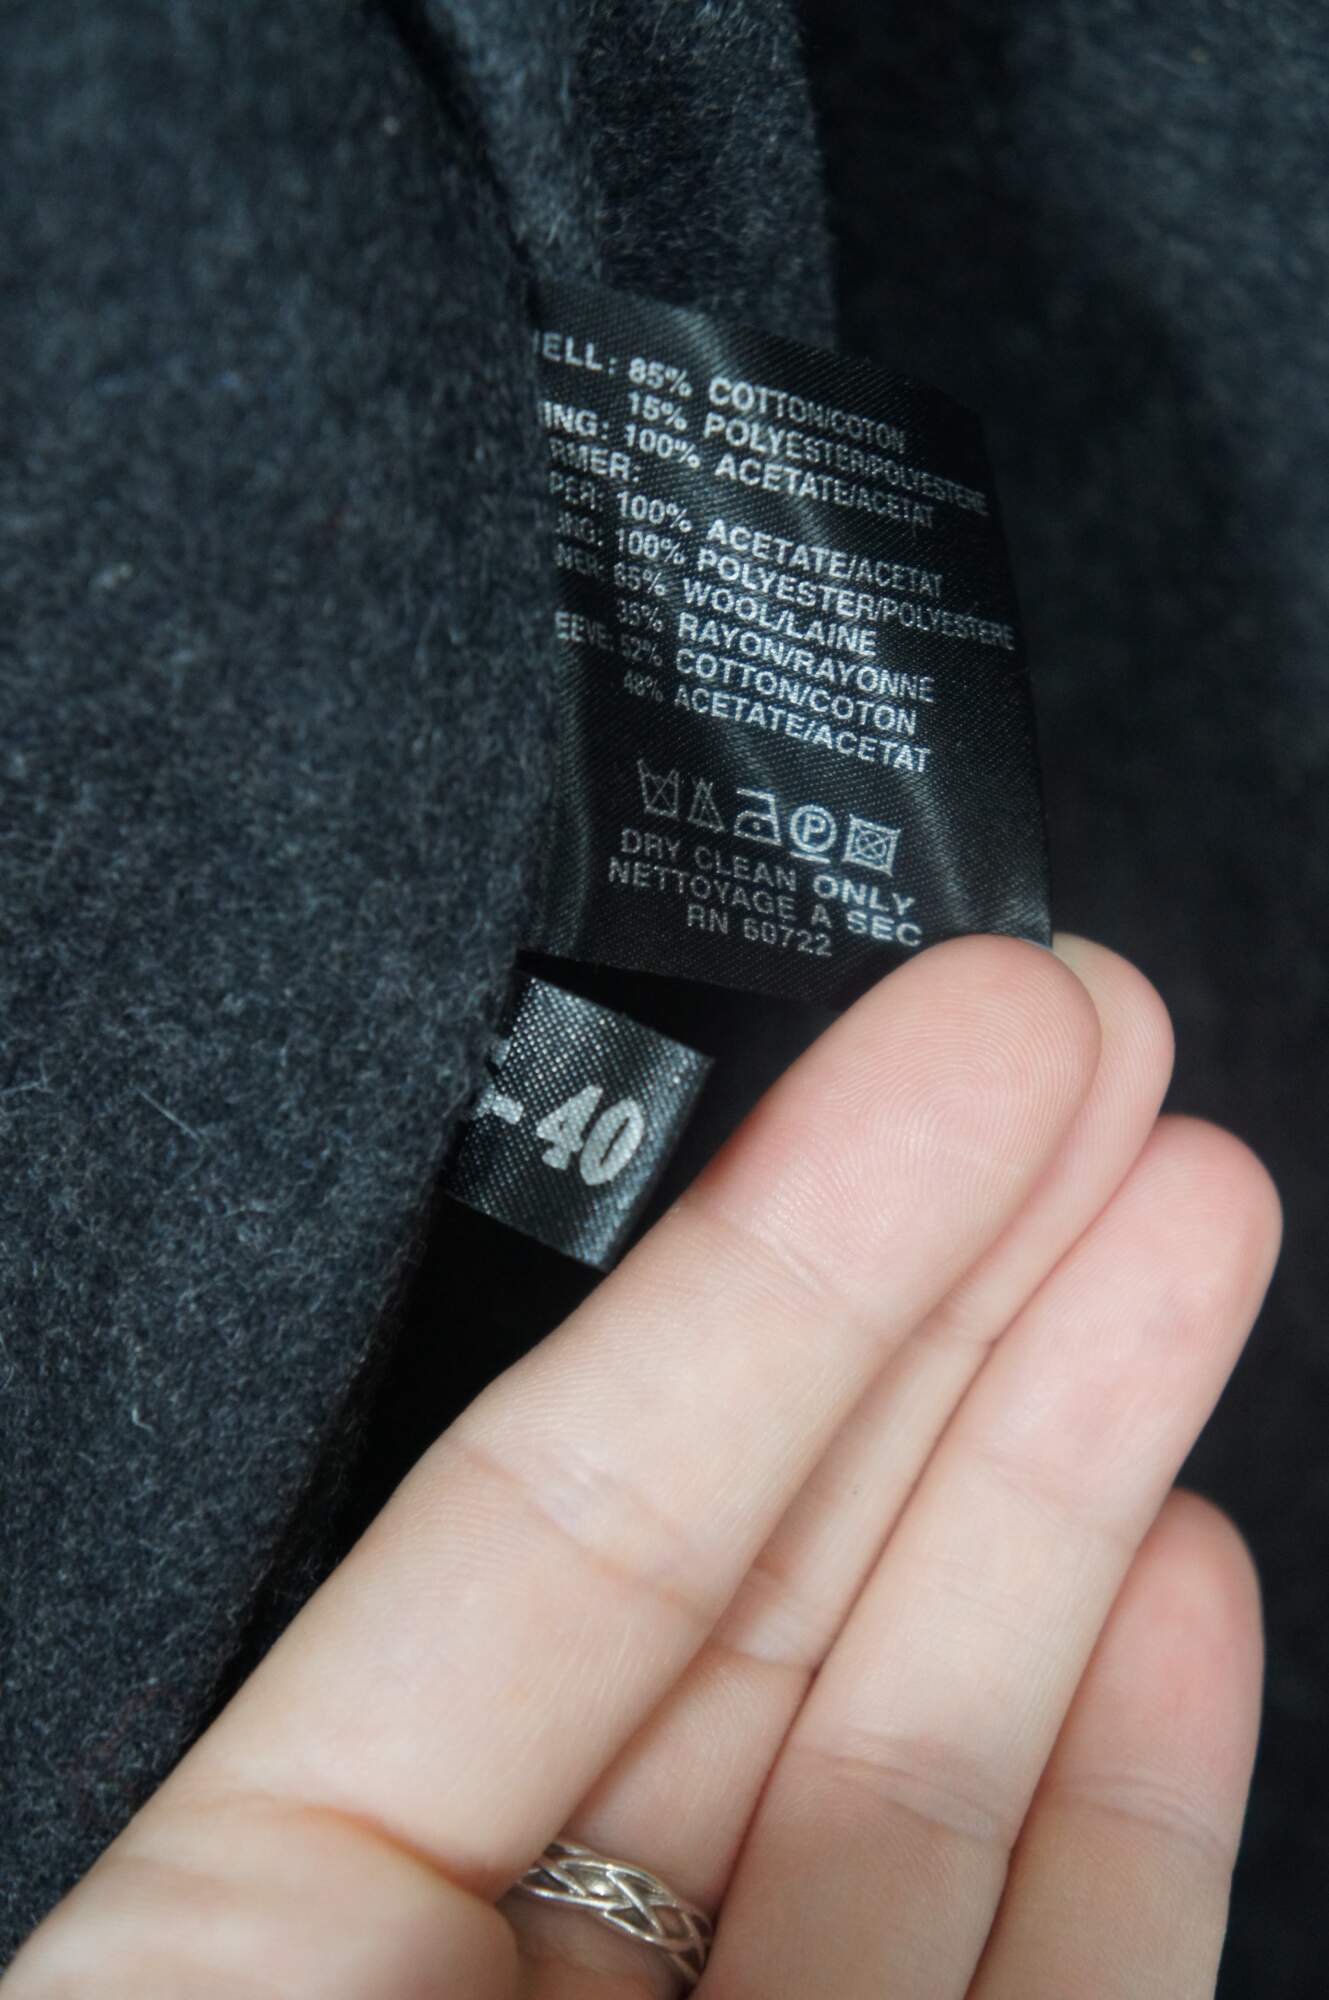 ELL: 85% COTTON/COTON
15% POLYESTER/POLYESTERE
ING: 100% ACETATE/ACETAT
RMER:
PER: 100% ACETATE/ACETAT
ING: 100% POLYESTER/POLYESTERE
65% WOOL/LAINE
35% RAYON/RAYONNE
EEVE: 52% COTTON/COTON
48% ACETATE/ACETAT
P
DRY CLEAN ONLY
NETTOYAGE A SEC
RN 60722
40